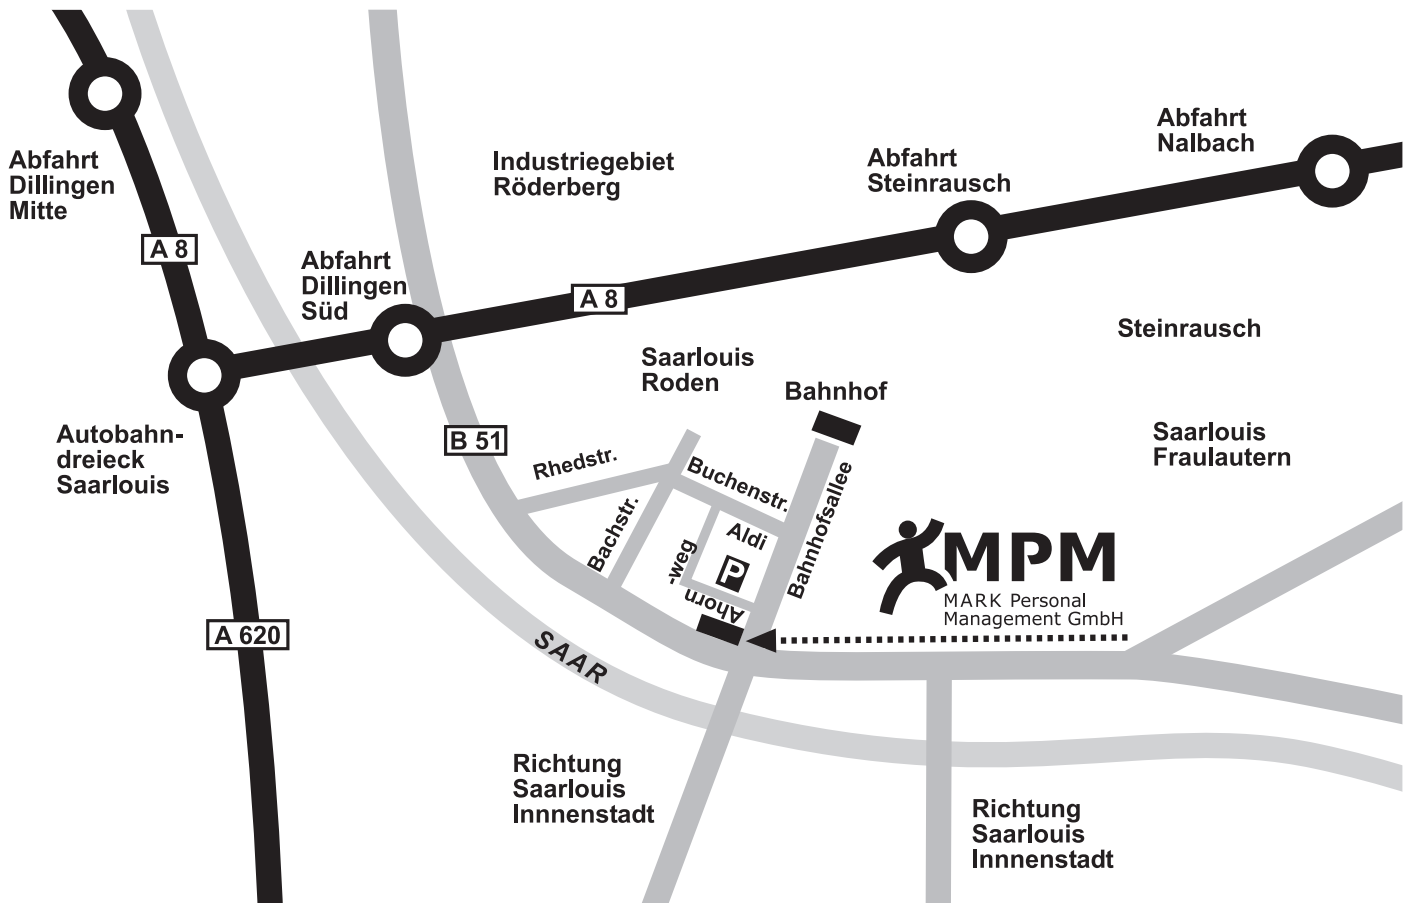 Abfahrt
Nalbach
Abfahrt
Dillingen
Mitte
Industriegebiet
Röderberg
Abfahrt
Steinrausch
A 8
Abfahrt
Dillingen
Süd
A 8
Steinrausch
Saarlouis
Roden
Bahnhof
Autobahn-
dreieck
Saarlouis
B 51
Saarlouis
Fraulautern
Rhedstr.
Buchenstr.
Bahnhofsallee
Bachstr.
Aldi
P
-weg
Ahorn
MPM
MARK Personal
Management GmbH
A 620
SAAR
Richtung
Saarlouis
Innnenstadt
Richtung
Saarlouis
Innnenstadt